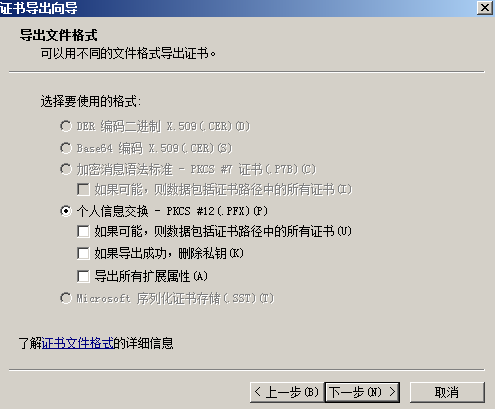 证书导出向导
导出文件格式
可以用不同的文件格式导出证书。
选择要使用的格式:
DER 编码二进制 X.509(.CER)(D)
Base64 编码 X.509(.CER)(S)
加密消息语法标准 - PKCS #7 证书(.P7B)(C)
如果可能，则数据包括证书路径中的所有证书(I)
个人信息交换 - PKCS #12(.PFX)(P)
如果可能，则数据包括证书路径中的所有证书(U)
如果导出成功，删除私钥(K)
导出所有扩展属性(A)
Microsoft 序列化证书存储(.SST)(T)
了解证书文件格式的详细信息
< 上一步(B) 下一步(N) > 取消